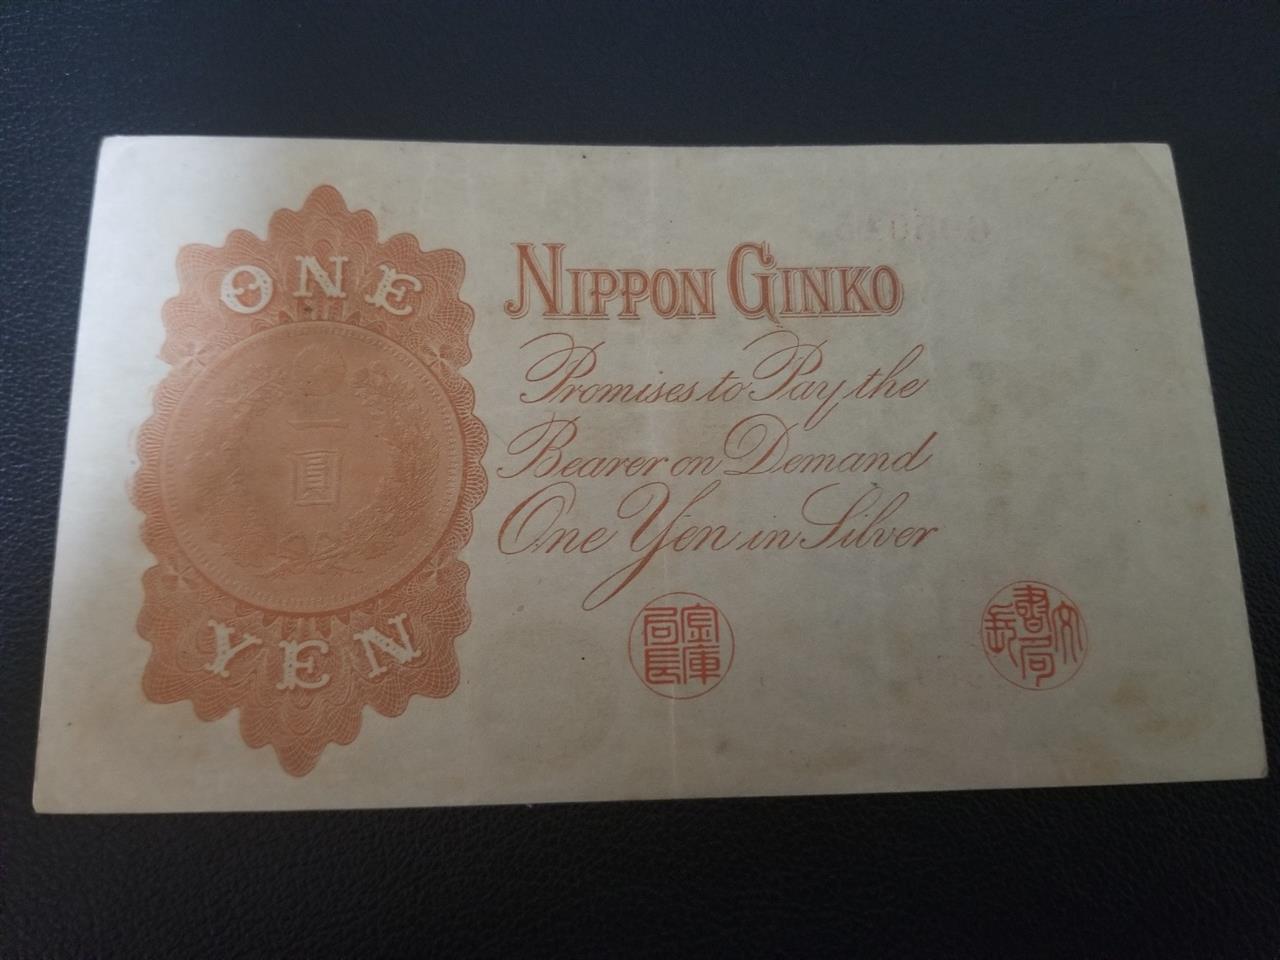 ONE
一
圓
YEN
NIPPON GINKO
Promises to Pay the
Bearer on Demand
One Yen in Silver
金庫局長
文書局長